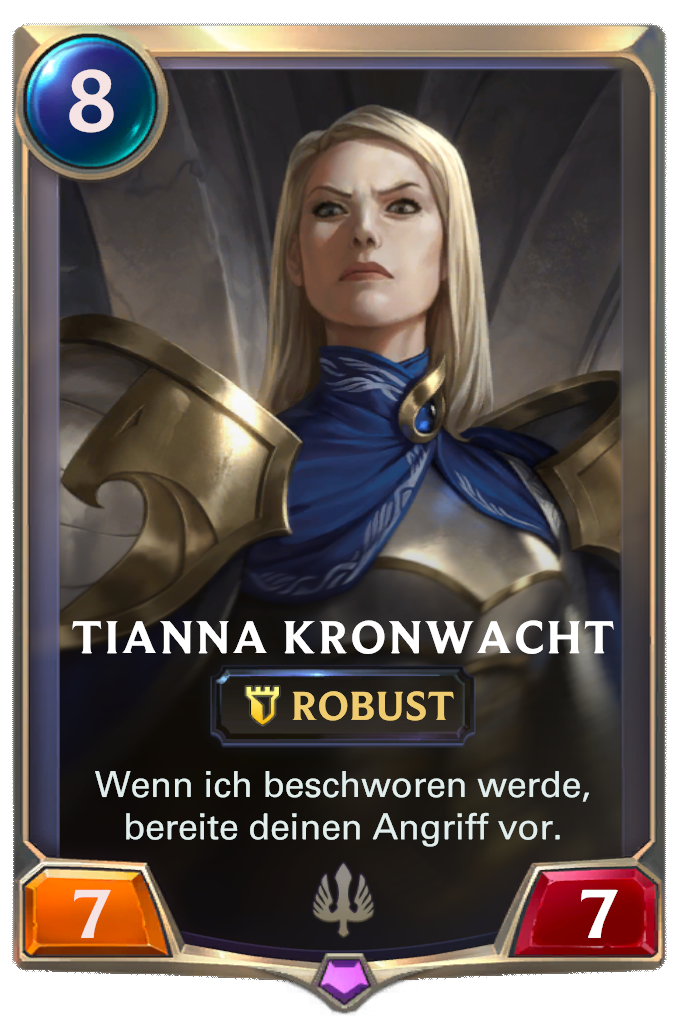 8
TIANNA KRONWACHT
ROBUST
Wenn ich beschworen werde,
bereite deinen Angriff vor.
7
7